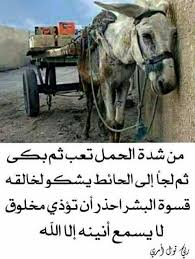 من شدة الحمل تعب ثم بكى
ثم لجأ إلى الحائط يشكو لخالقه
قسوة البشر احذر أن تؤذي مخلوق
لا يسمع أنينه إلا الله